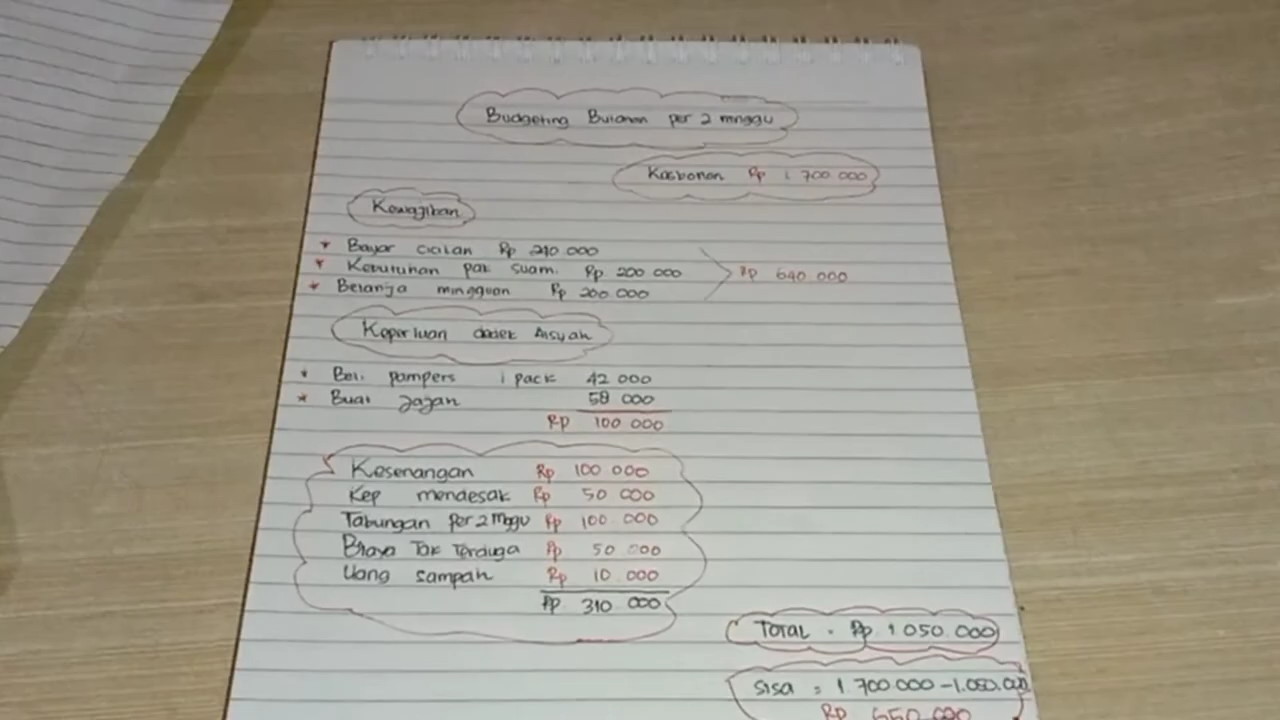 Budgeting Bulanan per 2 minggu
Kasbonan Rp 1 700 000
Kewajiban
* Bayar cicilan Rp 240 000
* Kebutuhan pak suami Rp 200 000
* Belanja mingguan Rp 200 000
Rp 640 000
Keperluan dedek Aisyah
* Beli pampers 1 pack 42 000
* Buat jajan 58 000
Rp 100 000
Kesenangan Rp 100 000
Kep mendesak Rp 50 000
Tabungan per 2 Mggu Rp 100 000
Biaya Tak Terduga Rp 50 000
Uang sampah Rp 10 000
Rp 310 000
Total = Rp 1 050 000
Sisa = 1 700.000 - 1.050.000
Rp 650 000